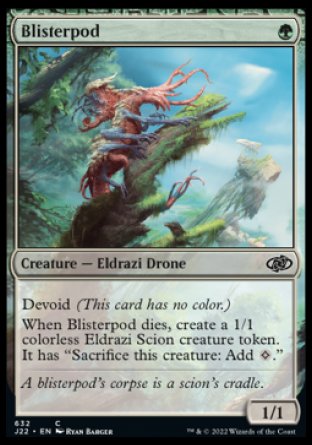 Blisterpod
Creature — Eldrazi Drone
Devoid (This card has no color.)
When Blisterpod dies, create a 1/1
colorless Eldrazi Scion creature token.
It has “Sacrifice this creature: Add ◇.”
A blisterpod's corpse is a scion's cradle.
1/1
632 C
J22 • EN RYAN BARGER
™ & © 2022 Wizards of the Coast